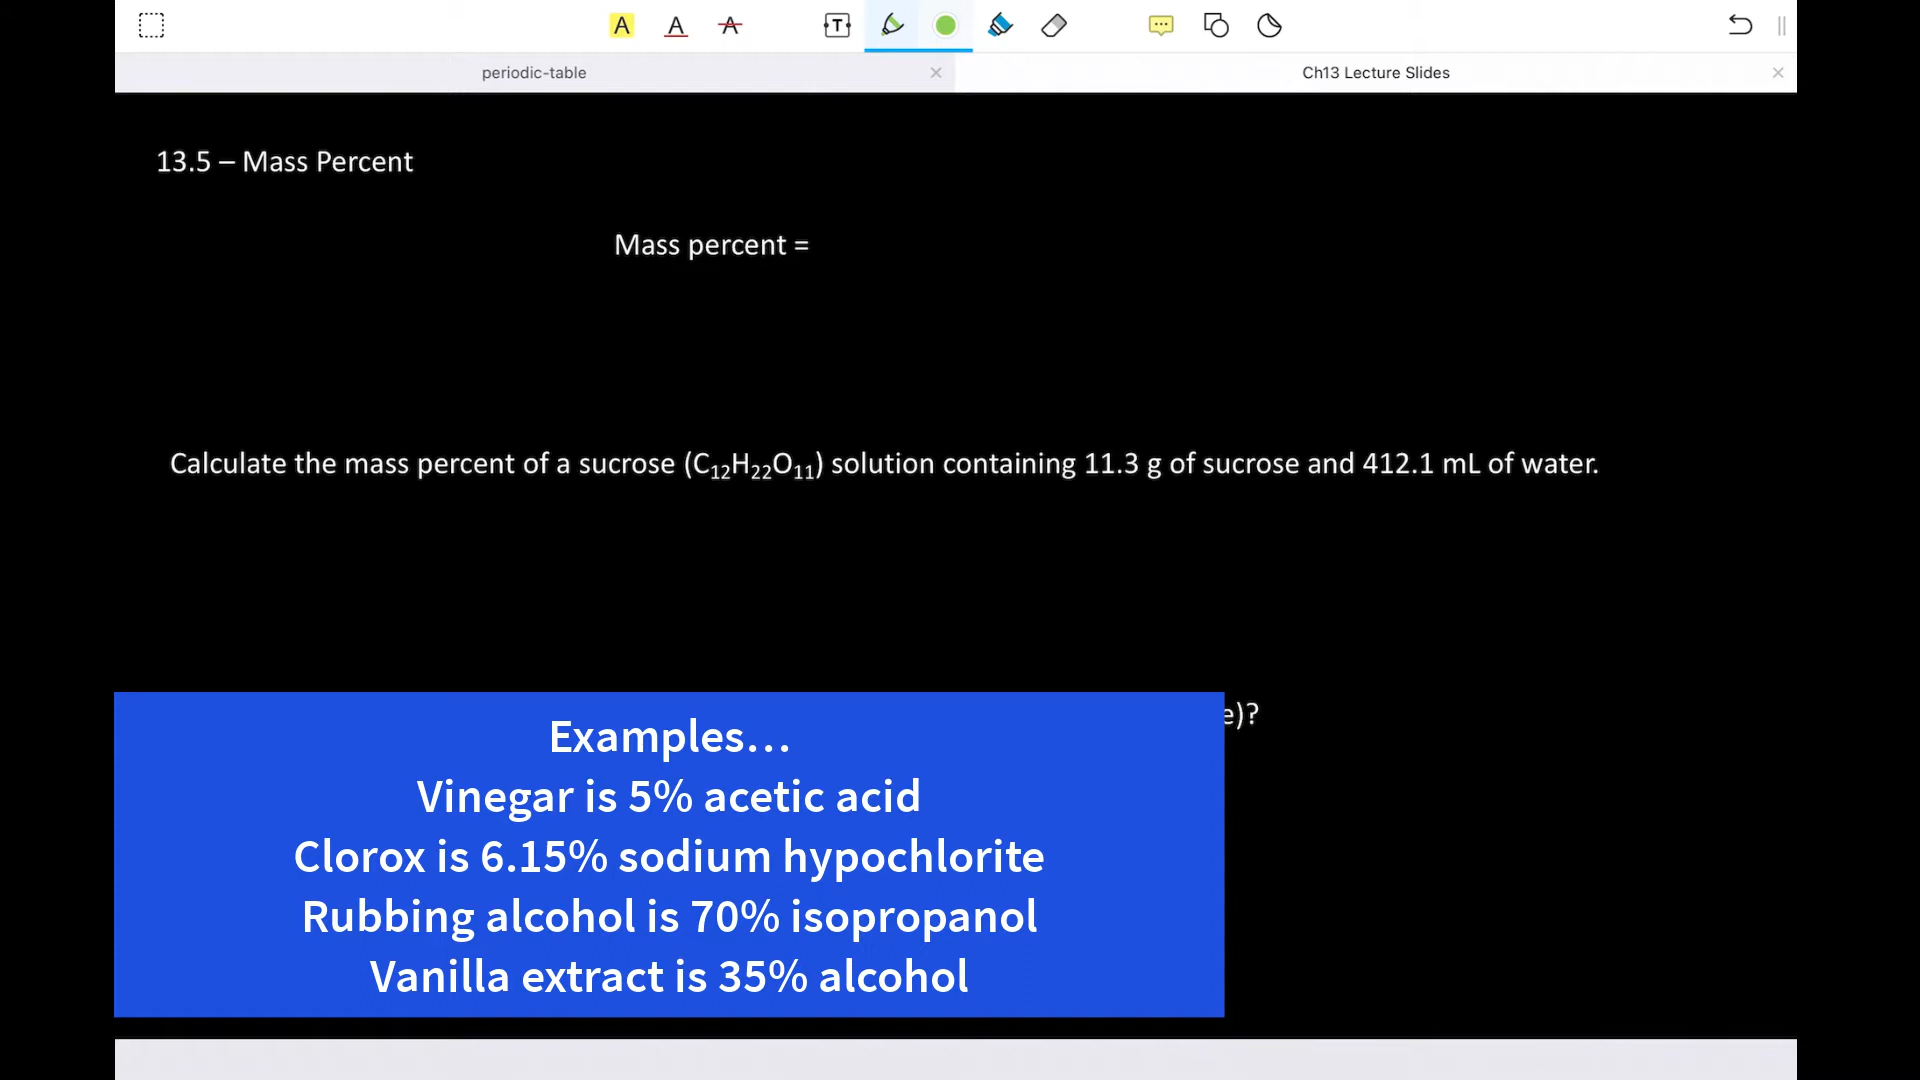 A A A T
periodic-table
Ch13 Lecture Slides
13.5 – Mass Percent
Mass percent =
Calculate the mass percent of a sucrose (C₁₂H₂₂O₁₁) solution containing 11.3 g of sucrose and 412.1 mL of water.
e)?
Examples...
Vinegar is 5% acetic acid
Clorox is 6.15% sodium hypochlorite
Rubbing alcohol is 70% isopropanol
Vanilla extract is 35% alcohol